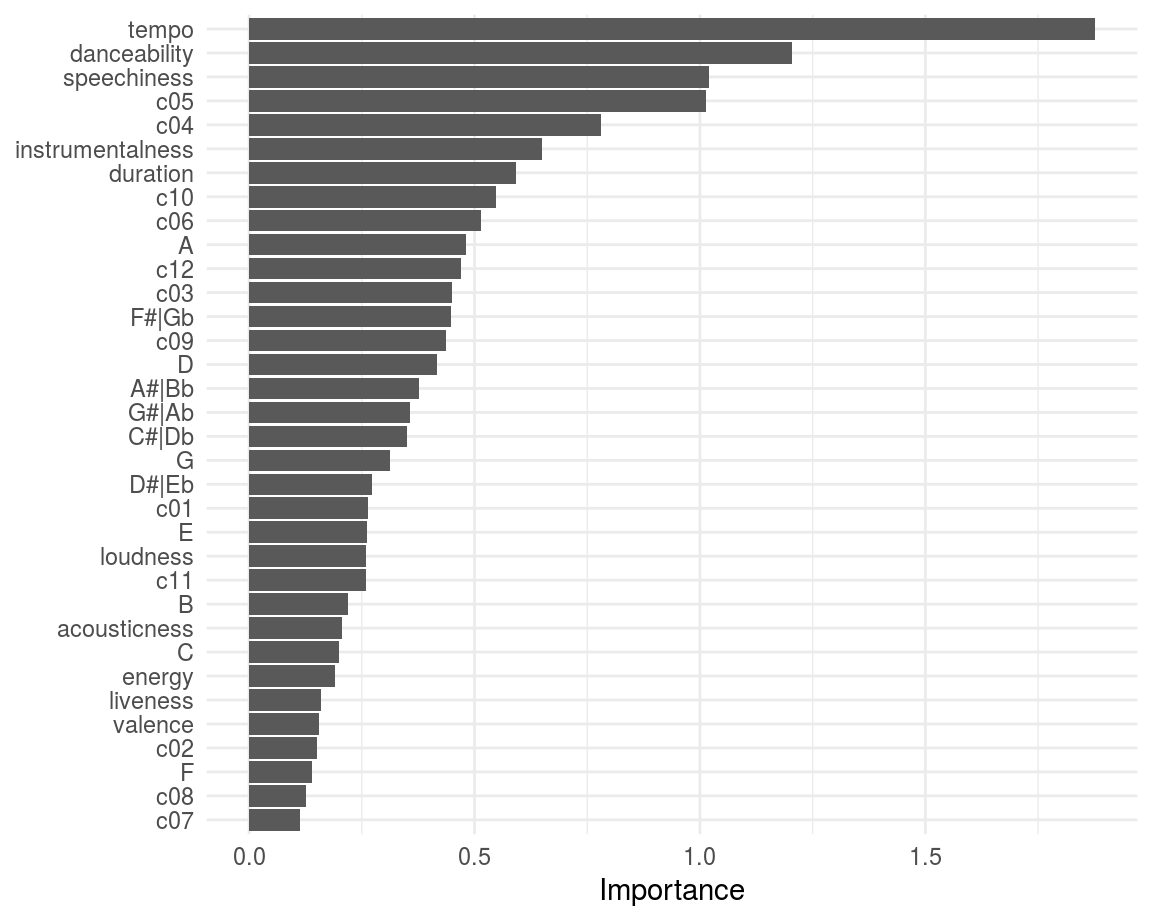 tempo
danceability
speechiness
c05
c04
instrumentalness
duration
c10
c06
A
c12
c03
F#|Gb
c09
D
A#|Bb
G#|Ab
C#|Db
G
D#|Eb
c01
E
loudness
c11
B
acousticness
C
energy
liveness
valence
c02
F
c08
c07
0.0 0.5 1.0 1.5
Importance